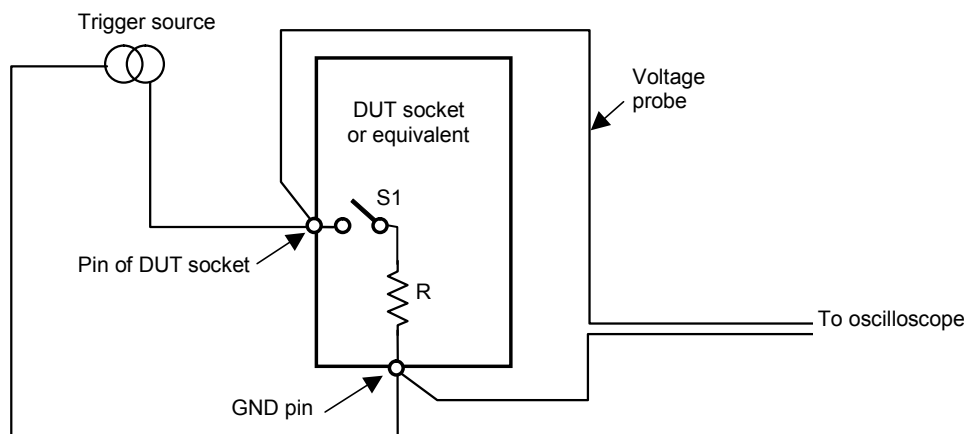 Trigger source
Voltage
probe
DUT socket
or equivalent
S1
Pin of DUT socket
R
To oscilloscope
GND pin